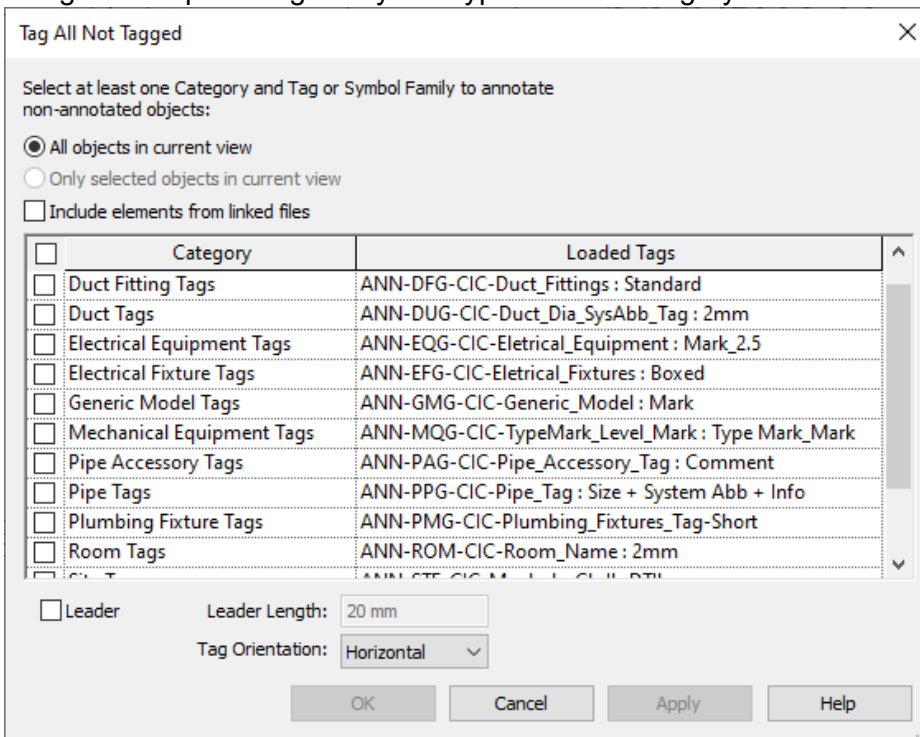 Tag All Not Tagged
Select at least one Category and Tag or Symbol Family to annotate
non-annotated objects:
All objects in current view
Only selected objects in current view
Include elements from linked files
Category Loaded Tags
Duct Fitting Tags ANN-DFG-CIC-Duct_Fittings : Standard
Duct Tags ANN-DUG-CIC-Duct_Dia_SysAbb_Tag : 2mm
Electrical Equipment Tags ANN-EQG-CIC-Eletrical_Equipment : Mark_2.5
Electrical Fixture Tags ANN-EFG-CIC-Eletrical_Fixtures : Boxed
Generic Model Tags ANN-GMG-CIC-Generic_Model : Mark
Mechanical Equipment Tags ANN-MQG-CIC-TypeMark_Level_Mark : Type Mark_Mark
Pipe Accessory Tags ANN-PAG-CIC-Pipe_Accessory_Tag : Comment
Pipe Tags ANN-PPG-CIC-Pipe_Tag : Size + System Abb + Info
Plumbing Fixture Tags ANN-PMG-CIC-Plumbing_Fixtures_Tag-Short
Room Tags ANN-ROM-CIC-Room_Name : 2mm
Leader Leader Length: 20 mm
Tag Orientation: Horizontal
OK Cancel Apply Help